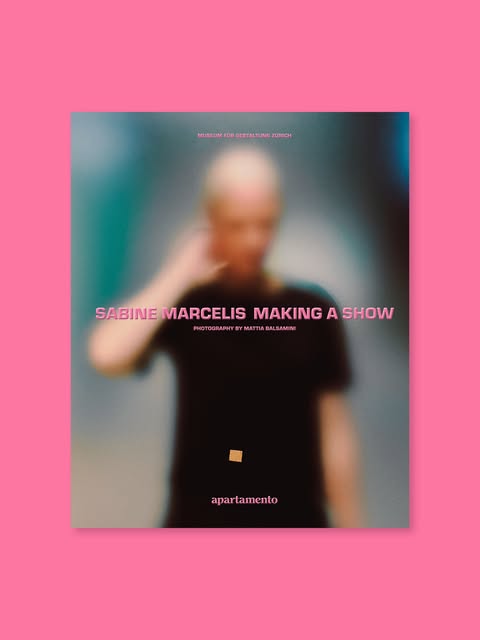 MUSEUM FÜR GESTALTUNG ZÜRICH
SABINE MARCELIS MAKING A SHOW
PHOTOGRAPHY BY MATTIA BALSAMINI
apartamento